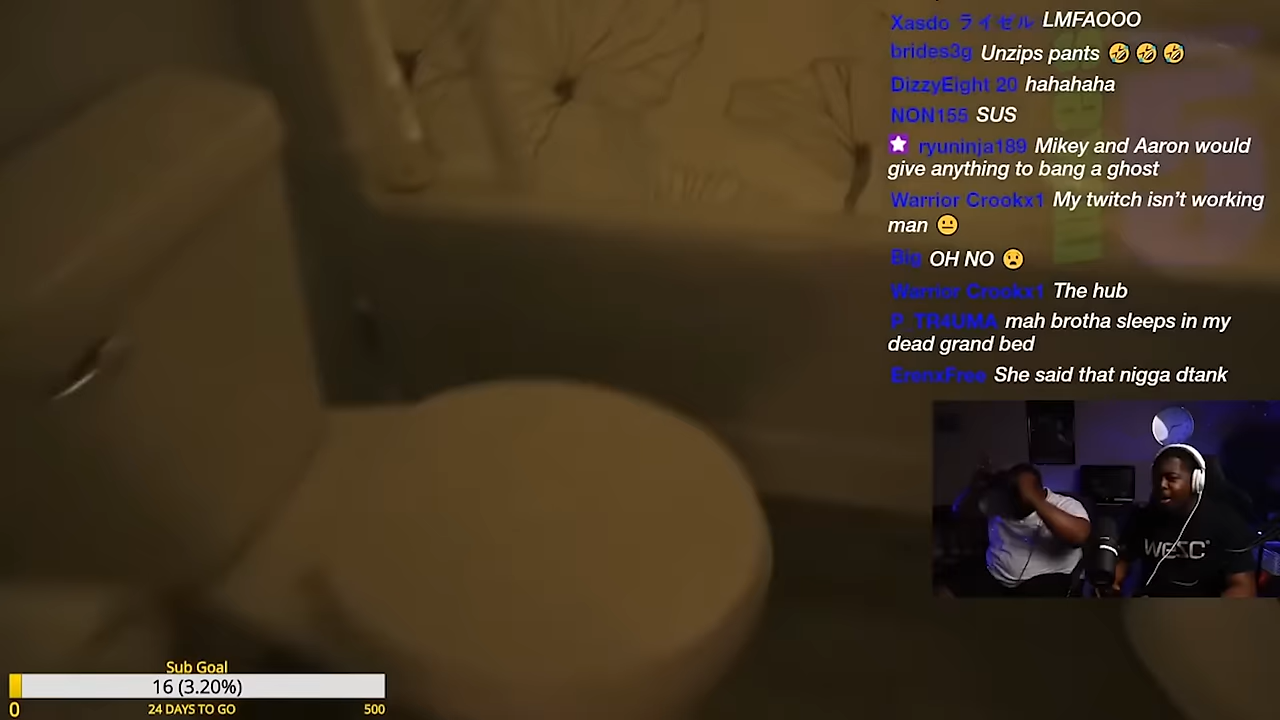 Xasdo ライセル LMFAOOO
brides3g Unzips pants 🤣🤣🤣
DizzyEight 20 hahahaha
NON155 SUS
ryuninja189 Mikey and Aaron would
give anything to bang a ghost
Warrior Crookx1 My twitch isn't working
man 😐
Big OH NO 😧
Warrior Crookx1 The hub
P_TR4UMA mah brotha sleeps in my
dead grand bed
ErenxFree She said that nigga dtank
WeSC
Sub Goal
16 (3.20%)
0 24 DAYS TO GO 500